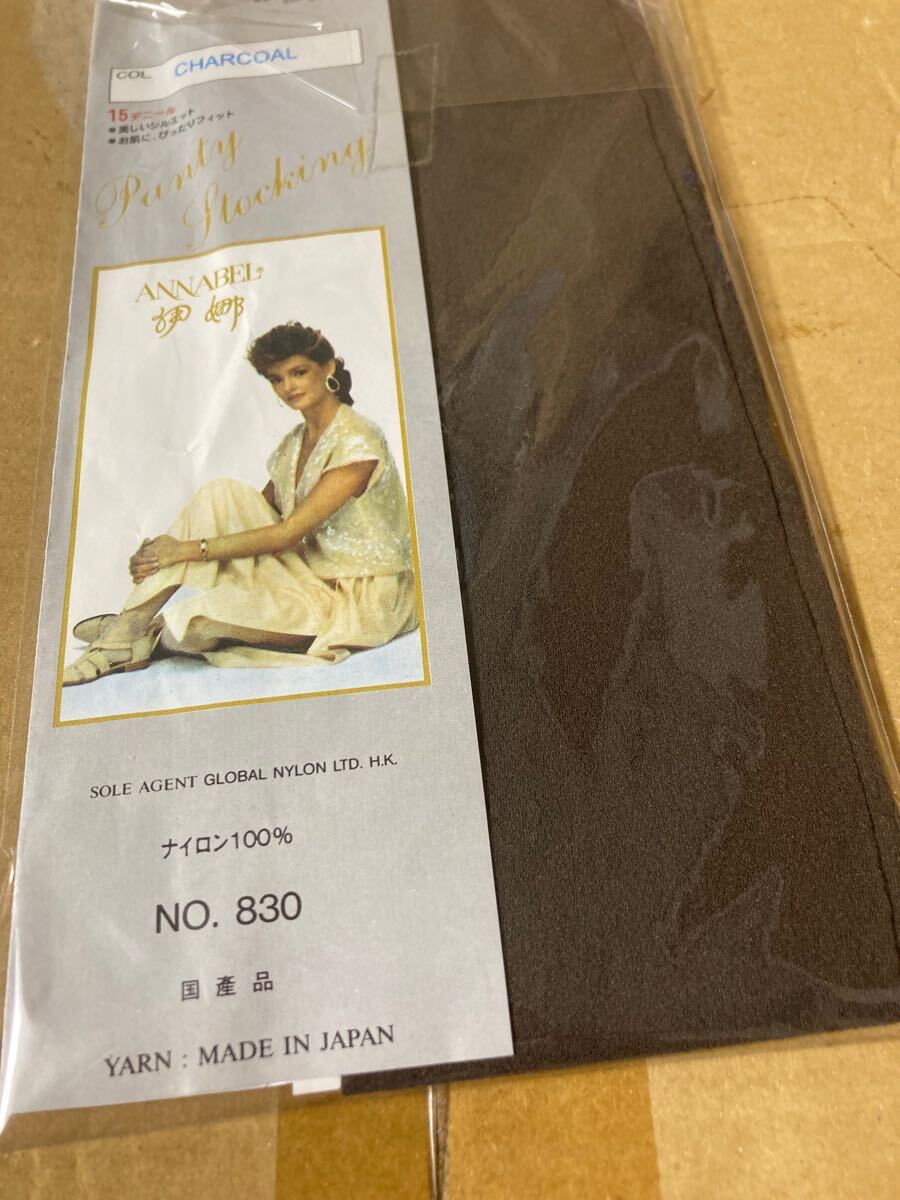 COL. CHARCOAL
15デニール
●美しいシルエット
●お肌に、ぴったりフィット
Panty
Stocking
ANNABEL®
伊娜
SOLE AGENT GLOBAL NYLON LTD. H.K.
ナイロン100%
NO. 830
国産品
YARN : MADE IN JAPAN